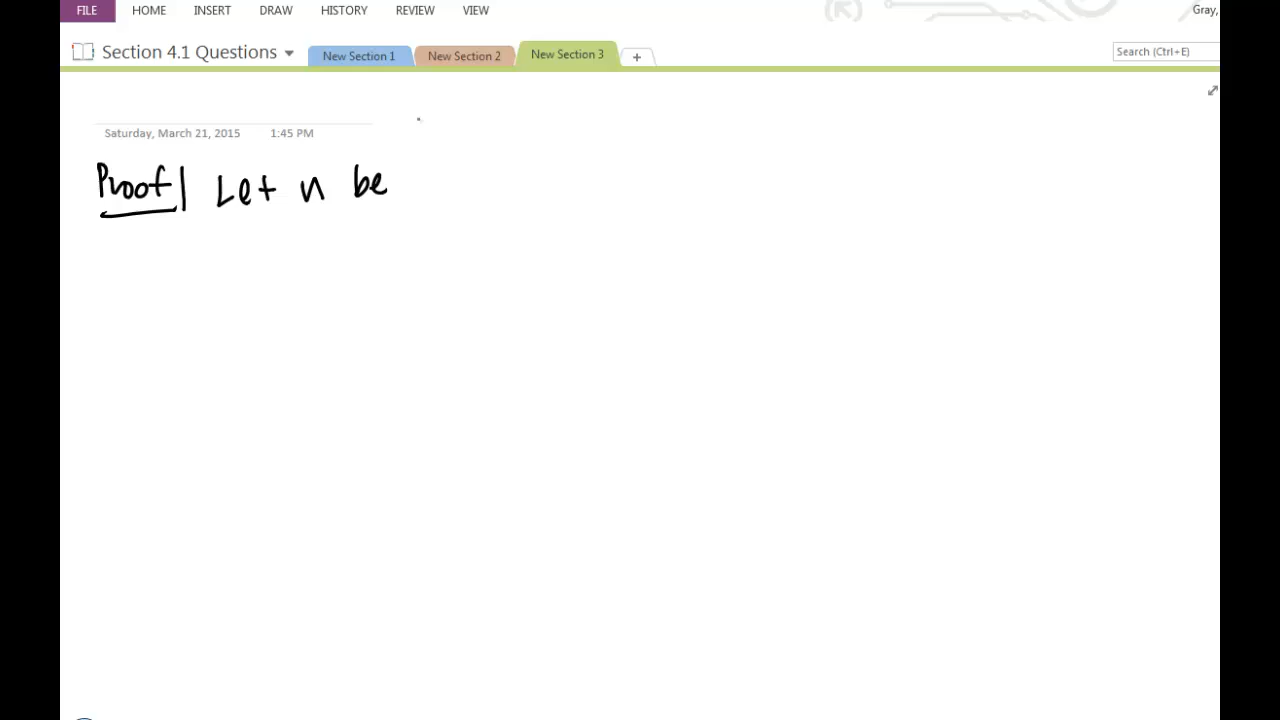 FILE HOME INSERT DRAW HISTORY REVIEW VIEW Gray,
Section 4.1 Questions New Section 1 New Section 2 New Section 3 + Search (Ctrl+E)
Saturday, March 21, 2015 1:45 PM
Proof| Let n be